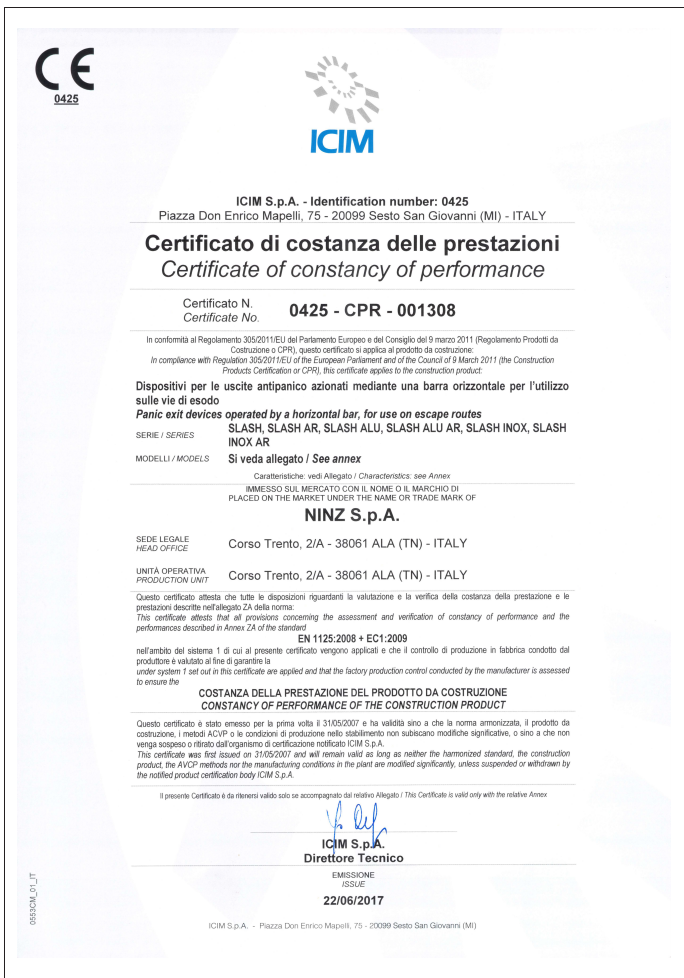 CE
0425
ICIM
ICIM S.p.A. - Identification number: 0425
Piazza Don Enrico Mapelli, 75 - 20099 Sesto San Giovanni (MI) - ITALY
Certificato di costanza delle prestazioni
Certificate of constancy of performance
Certificato N.
Certificate No.
0425 - CPR - 001308
In conformità al Regolamento 305/2011/EU del Parlamento Europeo e del Consiglio del 9 marzo 2011 (Regolamento Prodotti da
Costruzione o CPR), questo certificato si applica al prodotto da costruzione:
In compliance with Regulation 305/2011/EU of the European Parliament and of the Council of 9 March 2011 (the Construction
Products Certification or CPR), this certificate applies to the construction product:
Dispositivi per le uscite antipanico azionati mediante una barra orizzontale per l'utilizzo
sulle vie di esodo
Panic exit devices operated by a horizontal bar, for use on escape routes
SERIE / SERIES
SLASH, SLASH AR, SLASH ALU, SLASH ALU AR, SLASH INOX, SLASH
INOX AR
MODELLI / MODELS
Si veda allegato / See annex
Caratteristiche: vedi Allegato / Characteristics: see Annex
IMMESSO SUL MERCATO CON IL NOME O IL MARCHIO DI
PLACED ON THE MARKET UNDER THE NAME OR TRADE MARK OF
NINZ S.p.A.
SEDE LEGALE
HEAD OFFICE
Corso Trento, 2/A - 38061 ALA (TN) - ITALY
UNITÀ OPERATIVA
PRODUCTION UNIT
Corso Trento, 2/A - 38061 ALA (TN) - ITALY
Questo certificato attesta che tutte le disposizioni riguardanti la valutazione e la verifica della costanza della prestazione e le
prestazioni descritte nell'allegato ZA della norma:
This certificate attests that all provisions concerning the assessment and verification of constancy of performance and the
performances described in Annex ZA of the standard
EN 1125:2008 + EC1:2009
nell'ambito del sistema 1 di cui al presente certificato vengono applicati e che il controllo di produzione in fabbrica condotto dal
produttore è valutato al fine di garantire la
under system 1 set out in this certificate are applied and that the factory production control conducted by the manufacturer is assessed
to ensure the
COSTANZA DELLA PRESTAZIONE DEL PRODOTTO DA COSTRUZIONE
CONSTANCY OF PERFORMANCE OF THE CONSTRUCTION PRODUCT
Questo certificato è stato emesso per la prima volta il 31/05/2007 e ha validità sino a che la norma armonizzata, il prodotto da
costruzione, i metodi ACVP o le condizioni di produzione nello stabilimento non subiscano modifiche significative, o sino a che non
venga sospeso o ritirato dall'organismo di certificazione notificato ICIM S.p.A.
This certificate was first issued on 31/05/2007 and will remain valid as long as neither the harmonized standard, the construction
product, the AVCP methods nor the manufacturing conditions in the plant are modified significantly, unless suspended or withdrawn by
the notified product certification body ICIM S.p.A.
Il presente Certificato è da ritenersi valido solo se accompagnato dal relativo Allegato / This Certificate is valid only with the relative Annex
ICIM S.p.A.
Direttore Tecnico
EMISSIONE
ISSUE
22/06/2017
ICIM S.p.A. - Piazza Don Enrico Mapelli, 75 - 20099 Sesto San Giovanni (MI)
0553CM_01_IT